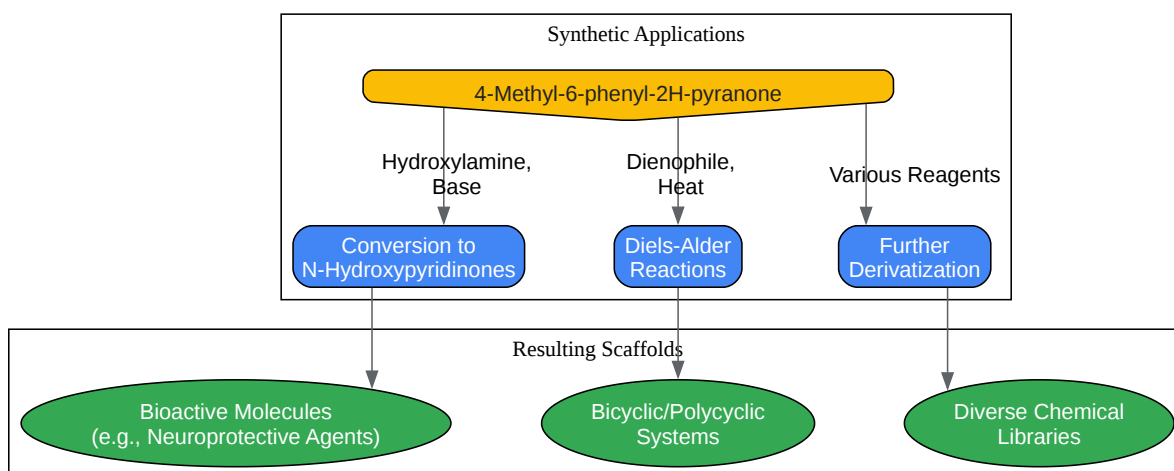 Synthetic Applications
4-Methyl-6-phenyl-2H-pyranone
Hydroxylamine,
Base
Dienophile,
Heat
Various Reagents
Conversion to
N-Hydroxypyridinones
Diels-Alder
Reactions
Further
Derivatization
Resulting Scaffolds
Bioactive Molecules
(e.g., Neuroprotective Agents)
Bicyclic/Polycyclic
Systems
Diverse Chemical
Libraries